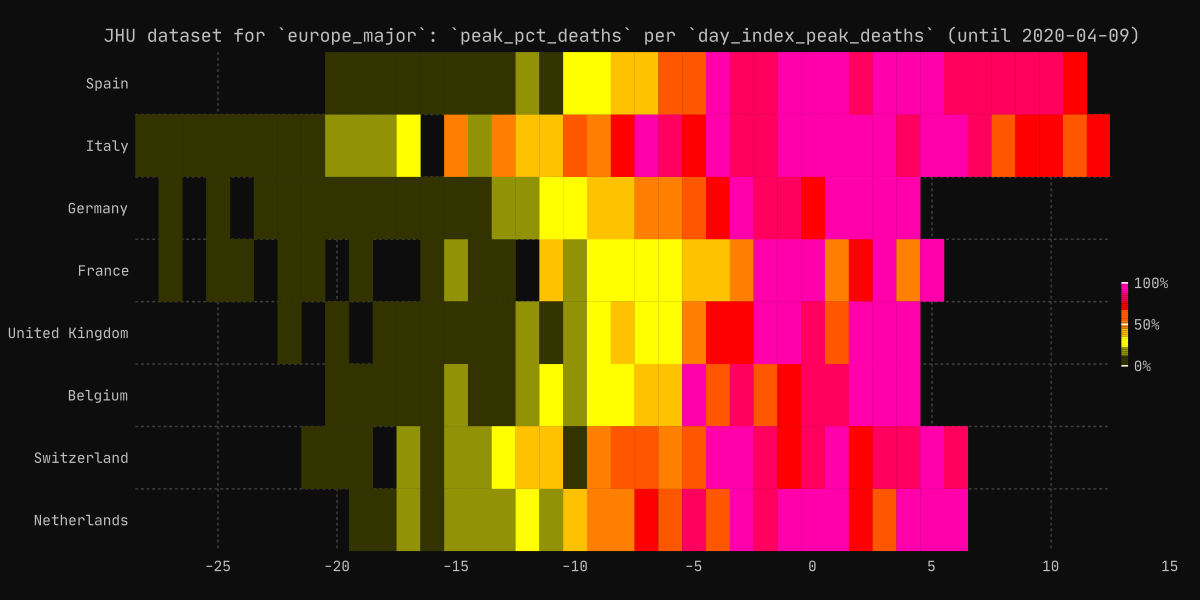 JHU dataset for `europe_major`: `peak_pct_deaths` per `day_index_peak_deaths` (until 2020-04-09)
Spain
Italy
Germany
France
United Kingdom
Belgium
Switzerland
Netherlands
100%
50%
0%
−25
−20
−15
−10
−5
0
5
10
15